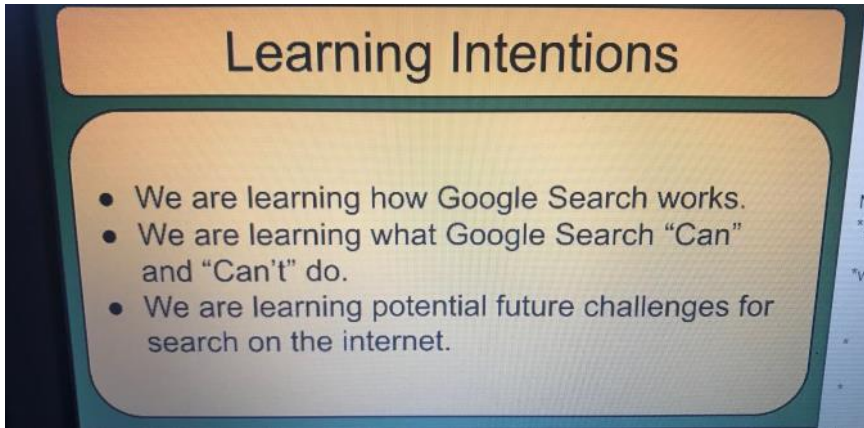 Learning Intentions
● We are learning how Google Search works.
● We are learning what Google Search “Can”
and “Can't” do.
● We are learning potential future challenges for
search on the internet.